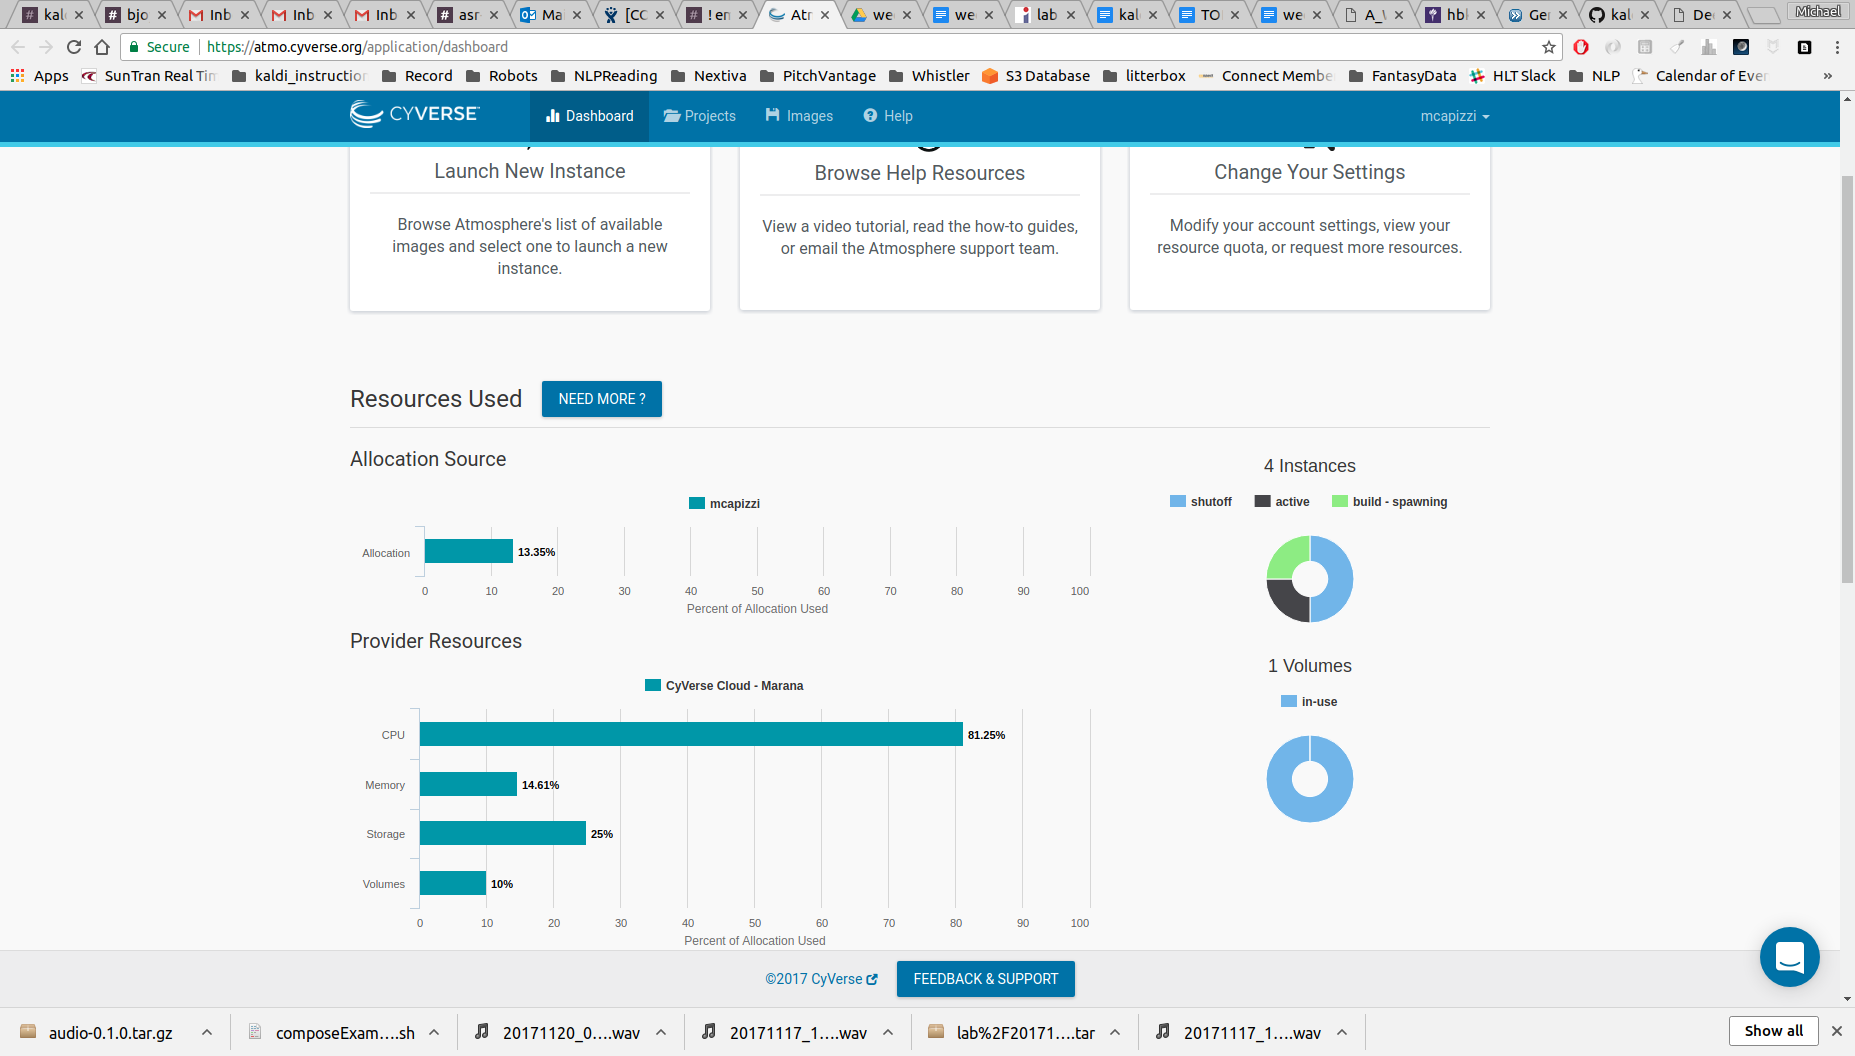 kal
bjo
Inb
Inb
Inb
asr
Ma
[CC
! en
Atm
we
we
lab
kal
TO
we
A_
hbl
Ge
kal
De
Michael
Secure
https://atmo.cyverse.org/application/dashboard
Apps
SunTran Real Tim
kaldi_instruction
Record
Robots
NLPReading
Nextiva
PitchVantage
Whistler
S3 Database
litterbox
Connect Membe
FantasyData
HLT Slack
NLP
Calendar of Ever
»
CYVERSE
Dashboard
Projects
Images
Help
mcapizzi
Launch New Instance
Browse Atmosphere's list of available
images and select one to launch a new
instance.
Browse Help Resources
View a video tutorial, read the how-to guides,
or email the Atmosphere support team.
Change Your Settings
Modify your account settings, view your
resource quota, or request more resources.
Resources Used
NEED MORE ?
Allocation Source
mcapizzi
Allocation
13.35%
0 10 20 30 40 50 60 70 80 90 100
Percent of Allocation Used
4 Instances
shutoff
active
build - spawning
Provider Resources
CyVerse Cloud - Marana
CPU
81.25%
Memory
14.61%
Storage
25%
Volumes
10%
0 10 20 30 40 50 60 70 80 90 100
Percent of Allocation Used
1 Volumes
in-use
©2017 CyVerse
FEEDBACK & SUPPORT
audio-0.1.0.tar.gz
composeExam....sh
20171120_0....wav
20171117_1....wav
lab%2F20171....tar
20171117_1....wav
Show all